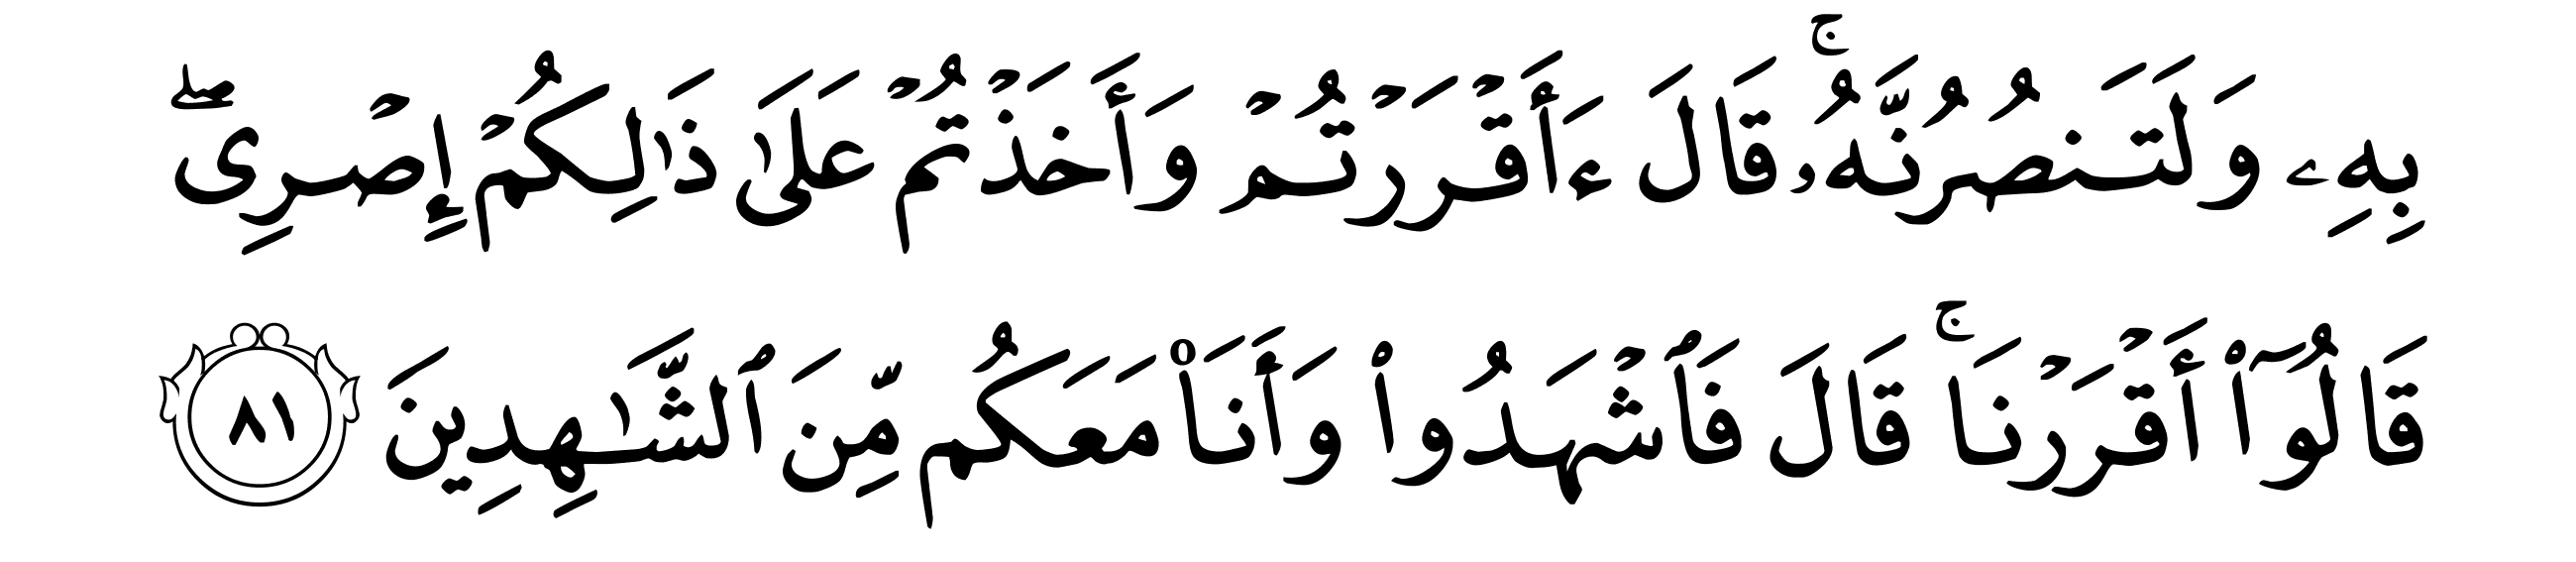 بِهِۦ وَلَتَنصُرُنَّهُۥۚ قَالَ ءَأَقْرَرْتُمْ وَأَخَذْتُمْ عَلَىٰ ذَٰلِكُمْ إِصْرِىۖ
قَالُوٓا۟ أَقْرَرْنَاۚ قَالَ فَٱشْهَدُوا۟ وَأَنَا۠ مَعَكُم مِّنَ ٱلشَّٰهِدِينَ ٨١